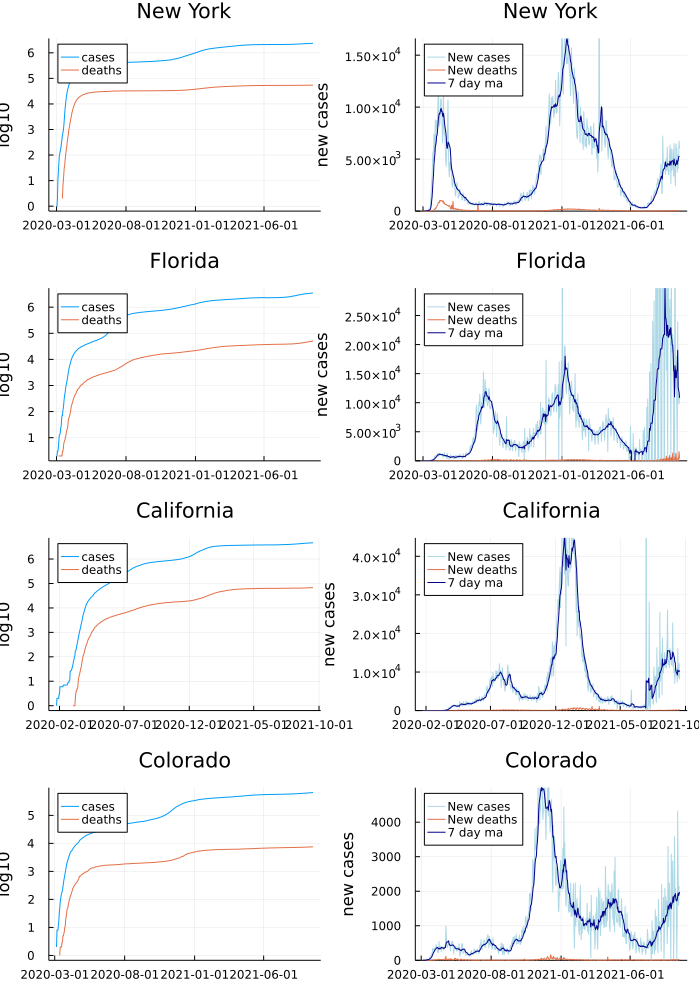 New York
New York
6
5
4
3
2
1
0
log10
cases
deaths
2020-03-01
2020-08-01
2021-01-01
2021-06-01
1.50×10⁴
1.00×10⁴
5.00×10³
0
new cases
New cases
New deaths
7 day ma
2020-03-01
2020-08-01
2021-01-01
2021-06-01
Florida
Florida
6
5
4
3
2
1
log10
cases
deaths
2020-03-01
2020-08-01
2021-01-01
2021-06-01
2.50×10⁴
2.00×10⁴
1.50×10⁴
1.00×10⁴
5.00×10³
0
new cases
New cases
New deaths
7 day ma
2020-03-01
2020-08-01
2021-01-01
2021-06-01
California
California
6
5
4
3
2
1
0
log10
cases
deaths
2020-02-01
2020-07-01
2020-12-01
2021-05-01
2021-10-01
4.0×10⁴
3.0×10⁴
2.0×10⁴
1.0×10⁴
0
new cases
New cases
New deaths
7 day ma
2020-02-01
2020-07-01
2020-12-01
2021-05-01
2021-10
Colorado
Colorado
5
4
3
2
1
0
log10
cases
deaths
2020-03-01
2020-08-01
2021-01-01
2021-06-01
4000
3000
2000
1000
0
new cases
New cases
New deaths
7 day ma
2020-03-01
2020-08-01
2021-01-01
2021-06-01